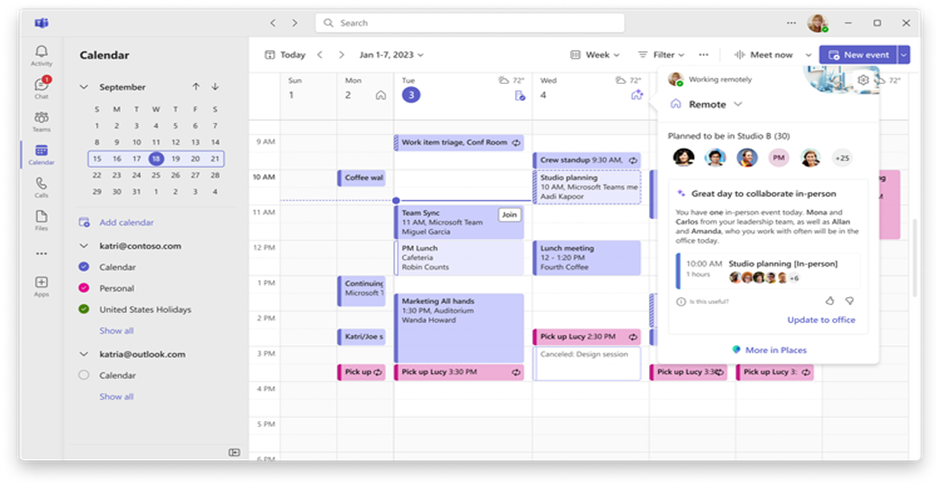 Search
Activity
Chat
1
Teams
Calendar
Calls
Files
Apps
Calendar
September
S M T W T F S
1 2 3 4 5 6 7
8 9 10 11 12 13 14
15 16 17 18 19 20 21
22 23 24 25 26 27 28
29 30 31 1 2 3 4
Add calendar
katri@contoso.com
Calendar
Personal
United States Holidays
Show all
katria@outlook.com
Calendar
Show all
Today
Jan 1-7, 2023
Week
Filter
Meet now
New event
Sun
1
Mon
2
Tue
72°
3
Wed
72°
4
72°
9 AM
10 AM
11 AM
12 PM
1 PM
2 PM
3 PM
4 PM
5 PM
6 PM
Coffee wal
Continuing
Microsoft T
Katri/Joe s
Pick up
Work item triage, Conf Room
Team Sync
11 AM, Microsoft Team
Miguel Garcia
Join
PM Lunch
Cafeteria
Robin Counts
Marketing All hands
1:30 PM, Auditorium
Wanda Howard
Pick up Lucy 3:30 PM
Crew standup 9:30 AM,
Studio planning
10 AM, Microsoft Teams me
Aadi Kapoor
Lunch meeting
12 - 1:20 PM
Fourth Coffee
Pick up Lucy 2:30 PM
Canceled: Design session
Pick up Lucy 3:3
Pick up Lucy 3:
Working remotely
Remote
Planned to be in Studio B (30)
PM
+25
Great day to collaborate in-person
You have one in-person event today. Mona and
Carlos from your leadership team, as well as Allan
and Amanda, who you work with often will be in the
office today.
10:00 AM
1 hours
Studio planning [In-person]
+6
Is this useful?
Update to office
More in Places